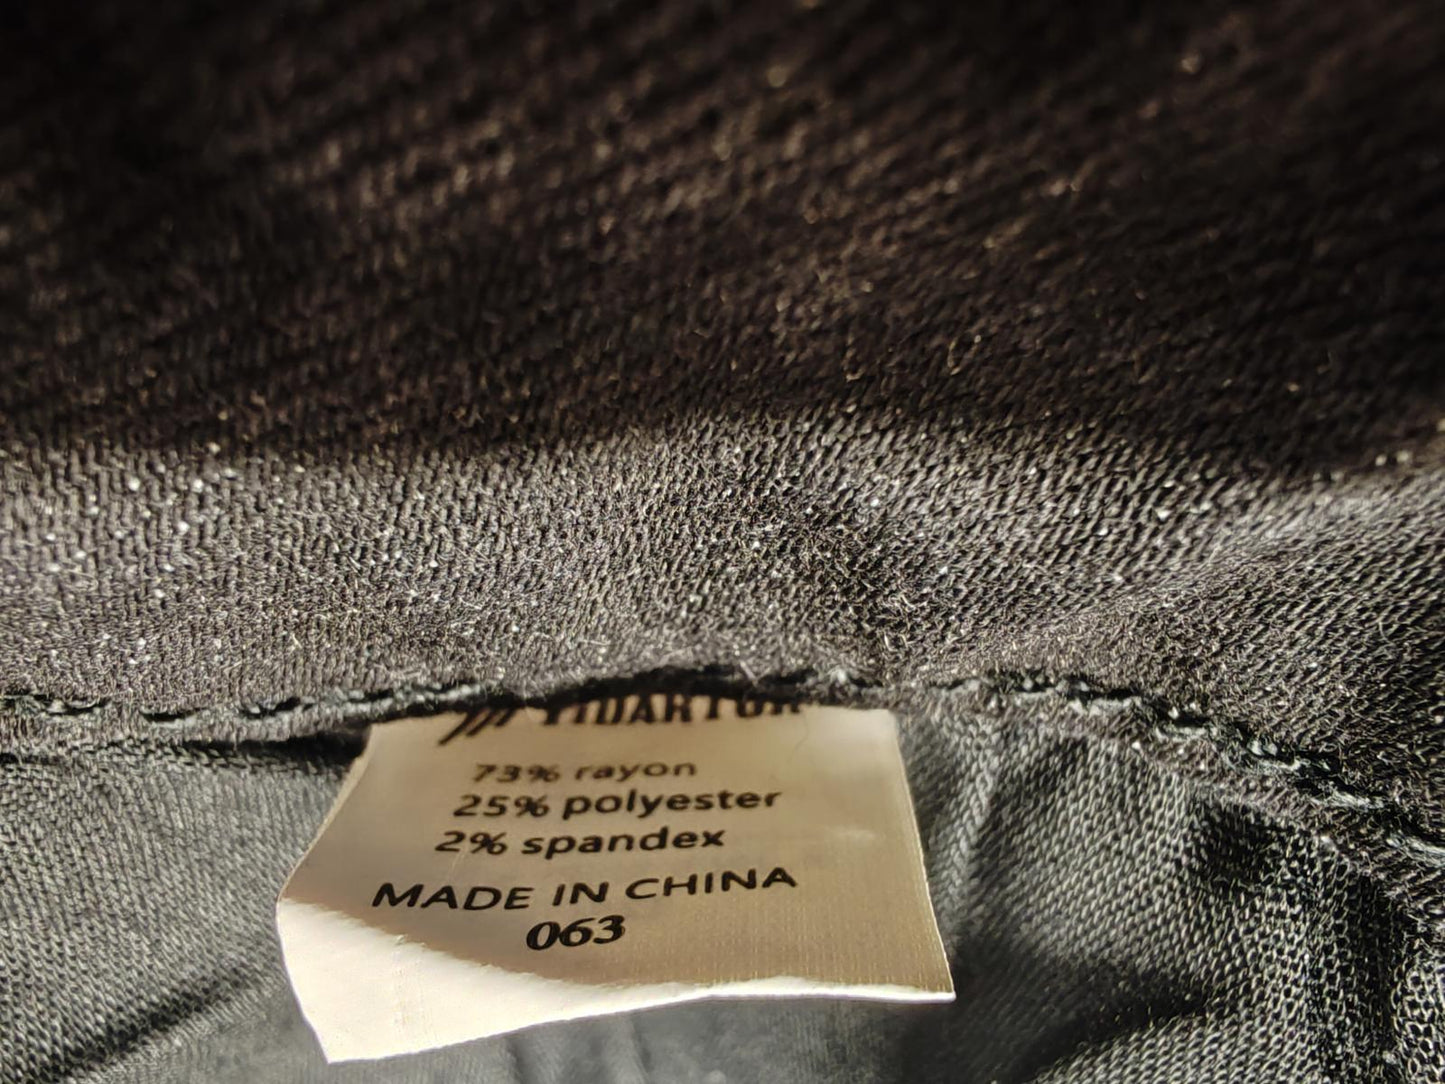 73% rayon
25% polyester
2% spandex
MADE IN CHINA
063